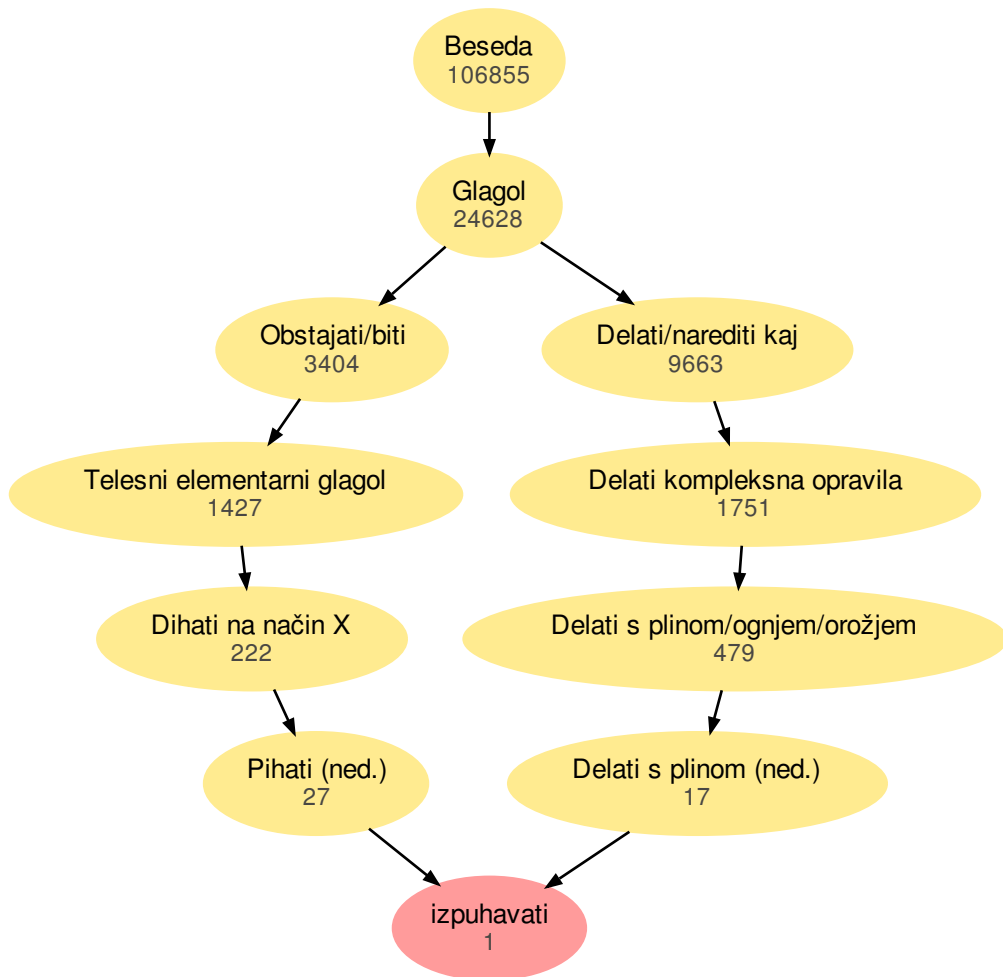 Beseda
106855
Glagol
24628
Obstajati/biti
3404
Delati/narediti kaj
9663
Telesni elementarni glagol
1427
Delati kompleksna opravila
1751
Dihati na način X
222
Delati s plinom/ognjem/orožjem
479
Pihati (ned.)
27
Delati s plinom (ned.)
17
izpuhavati
1